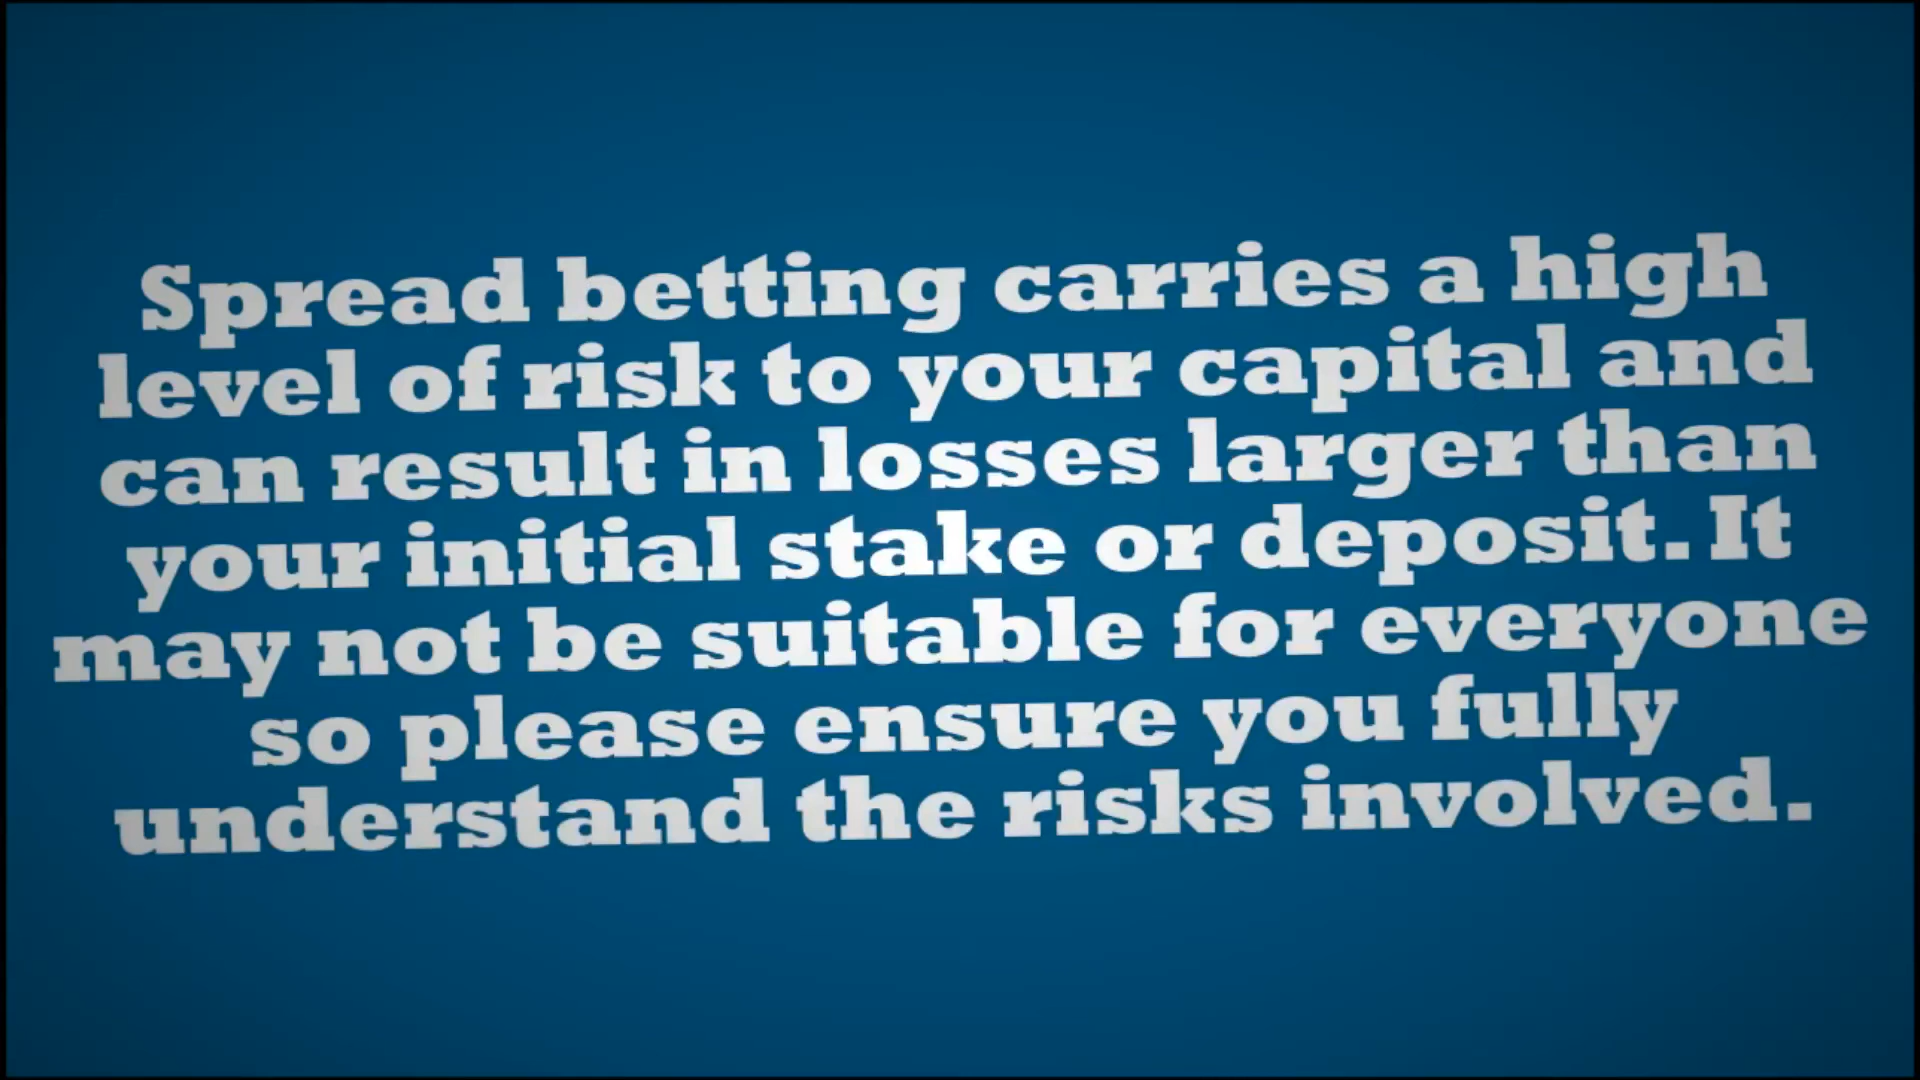 Spread betting carries a high
level of risk to your capital and
can result in losses larger than
your initial stake or deposit. It
may not be suitable for everyone
so please ensure you fully
understand the risks involved.